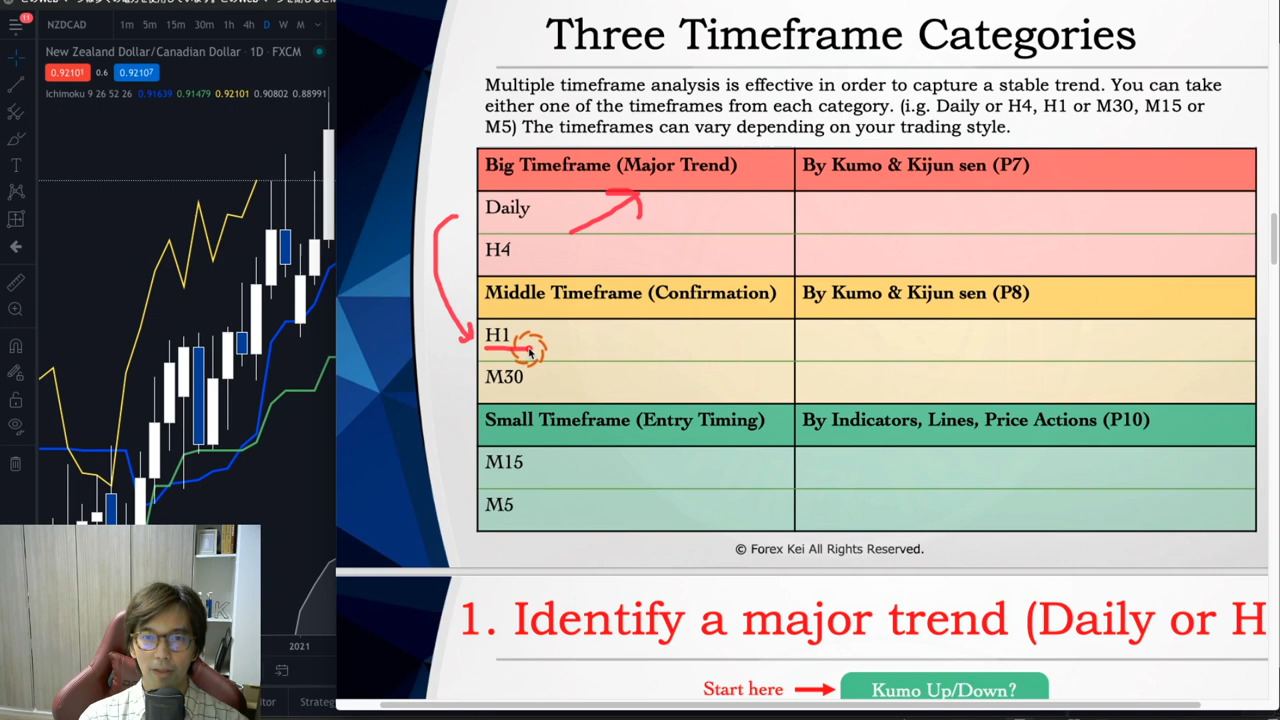 NZDCAD 1m 5m 15m 30m 1h 4h D W M
11
New Zealand Dollar/Canadian Dollar · 1D · FXCM
0.92101 0.6 0.92107
Ichimoku 9 26 52 26 0.91639 0.91479 0.92101 0.90802 0.88991
2021
Three Timeframe Categories
Multiple timeframe analysis is effective in order to capture a stable trend. You can take
either one of the timeframes from each category. (i.e. Daily or H4, H1 or M30, M15 or
M5) The timeframes can vary depending on your trading style.
Big Timeframe (Major Trend) By Kumo & Kijun sen (P7)
Daily
H4
Middle Timeframe (Confirmation) By Kumo & Kijun sen (P8)
H1
M30
Small Timeframe (Entry Timing) By Indicators, Lines, Price Actions (P10)
M15
M5
© Forex Kei All Rights Reserved.
1. Identify a major trend (Daily or H
Start here Kumo Up/Down?